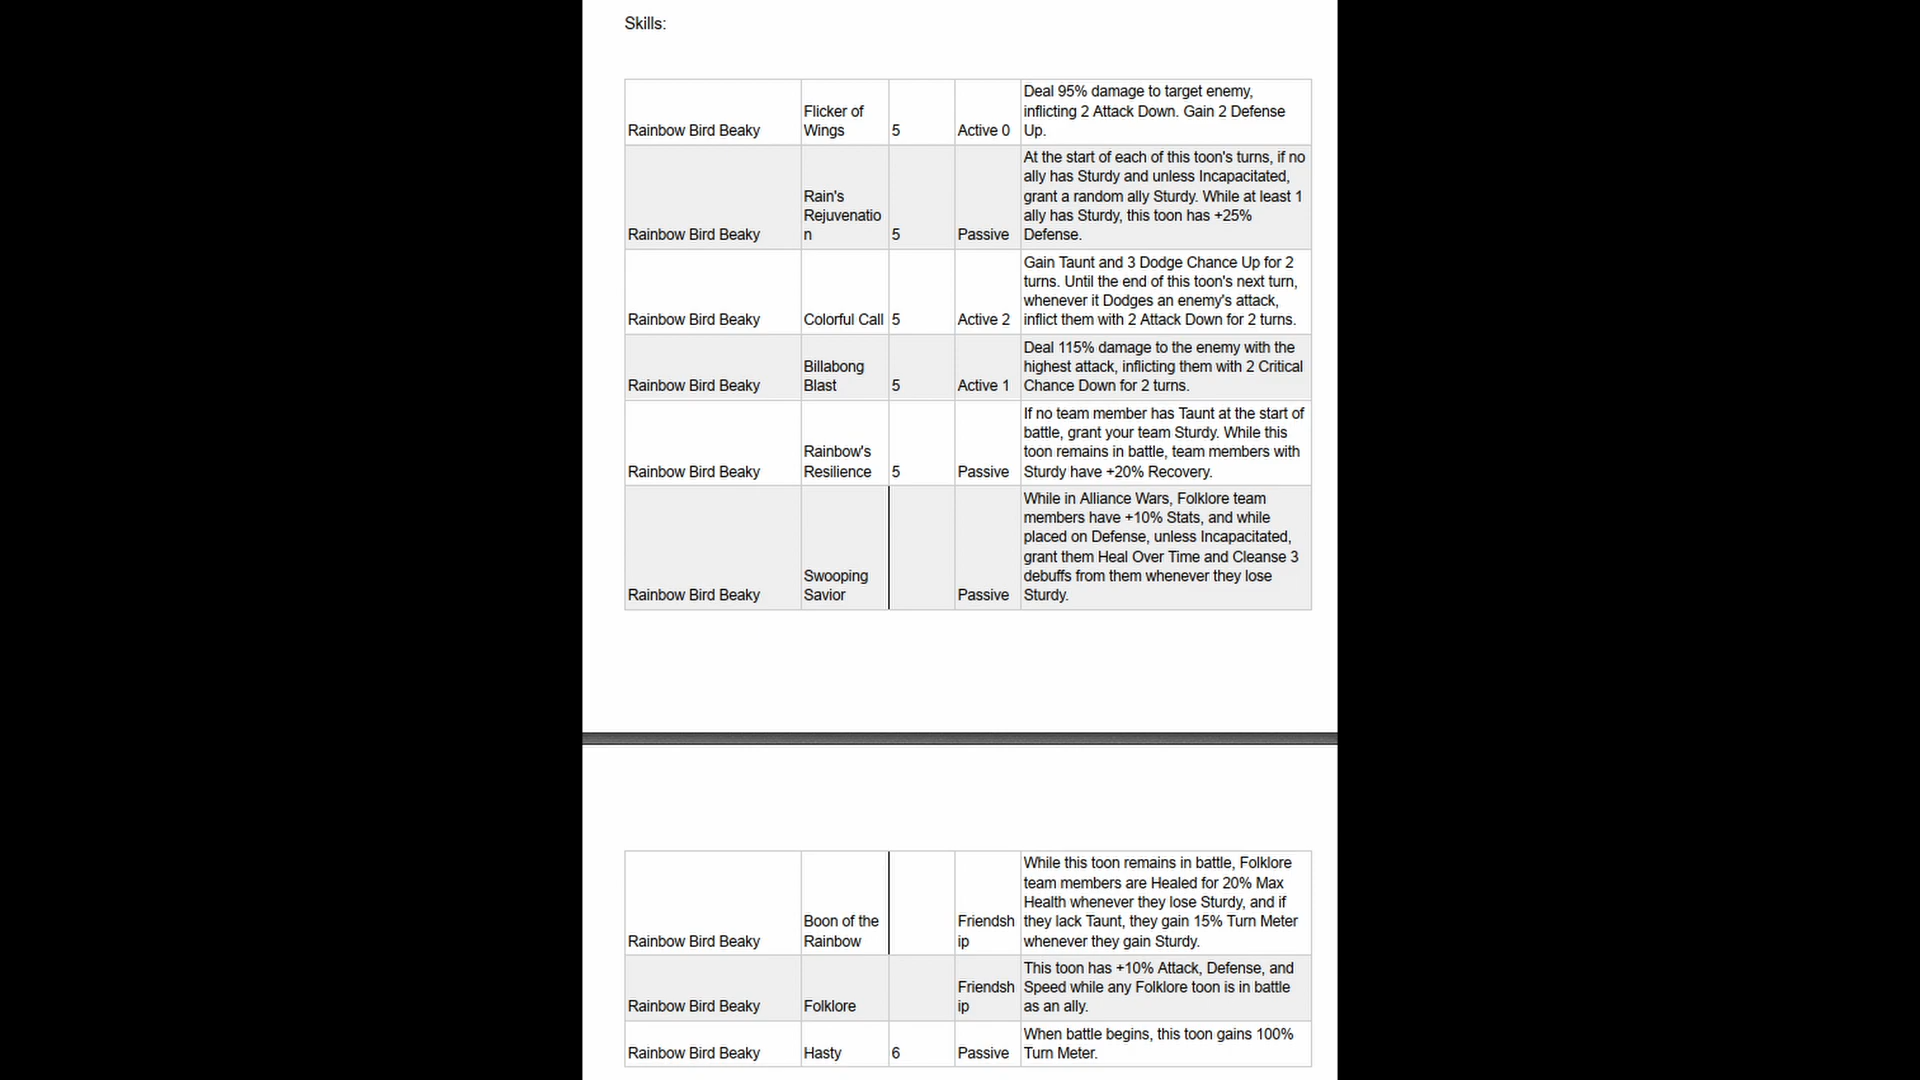 Skills:
Deal 95% damage to target enemy,
Flicker of
inflicting 2 Attack Down. Gain 2 Defense
Rainbow Bird Beaky Wings 5 Active 0 Up.
At the start of each of this toon's turns, if no
ally has Sturdy and unless Incapacitated,
Rain's
grant a random ally Sturdy. While at least 1
Rejuvenatio
ally has Sturdy, this toon has +25%
Rainbow Bird Beaky n 5 Passive Defense.
Gain Taunt and 3 Dodge Chance Up for 2
turns. Until the end of this toon's next turn,
whenever it Dodges an enemy's attack,
Rainbow Bird Beaky Colorful Call 5 Active 2 inflict them with 2 Attack Down for 2 turns.
Deal 115% damage to the enemy with the
Billabong
highest attack, inflicting them with 2 Critical
Rainbow Bird Beaky Blast 5 Active 1 Chance Down for 2 turns.
If no team member has Taunt at the start of
battle, grant your team Sturdy. While this
Rainbow's
toon remains in battle, team members with
Rainbow Bird Beaky Resilience 5 Passive Sturdy have +20% Recovery.
While in Alliance Wars, Folklore team
members have +10% Stats, and while
placed on Defense, unless Incapacitated,
grant them Heal Over Time and Cleanse 3
Swooping
debuffs from them whenever they lose
Rainbow Bird Beaky Savior Passive Sturdy.
While this toon remains in battle, Folklore
team members are Healed for 20% Max
Health whenever they lose Sturdy, and if
Boon of the Friendsh
they lack Taunt, they gain 15% Turn Meter
Rainbow Bird Beaky Rainbow ip whenever they gain Sturdy.
This toon has +10% Attack, Defense, and
Friendsh
Speed while any Folklore toon is in battle
Rainbow Bird Beaky Folklore ip as an ally.
When battle begins, this toon gains 100%
Rainbow Bird Beaky Hasty 6 Passive Turn Meter.